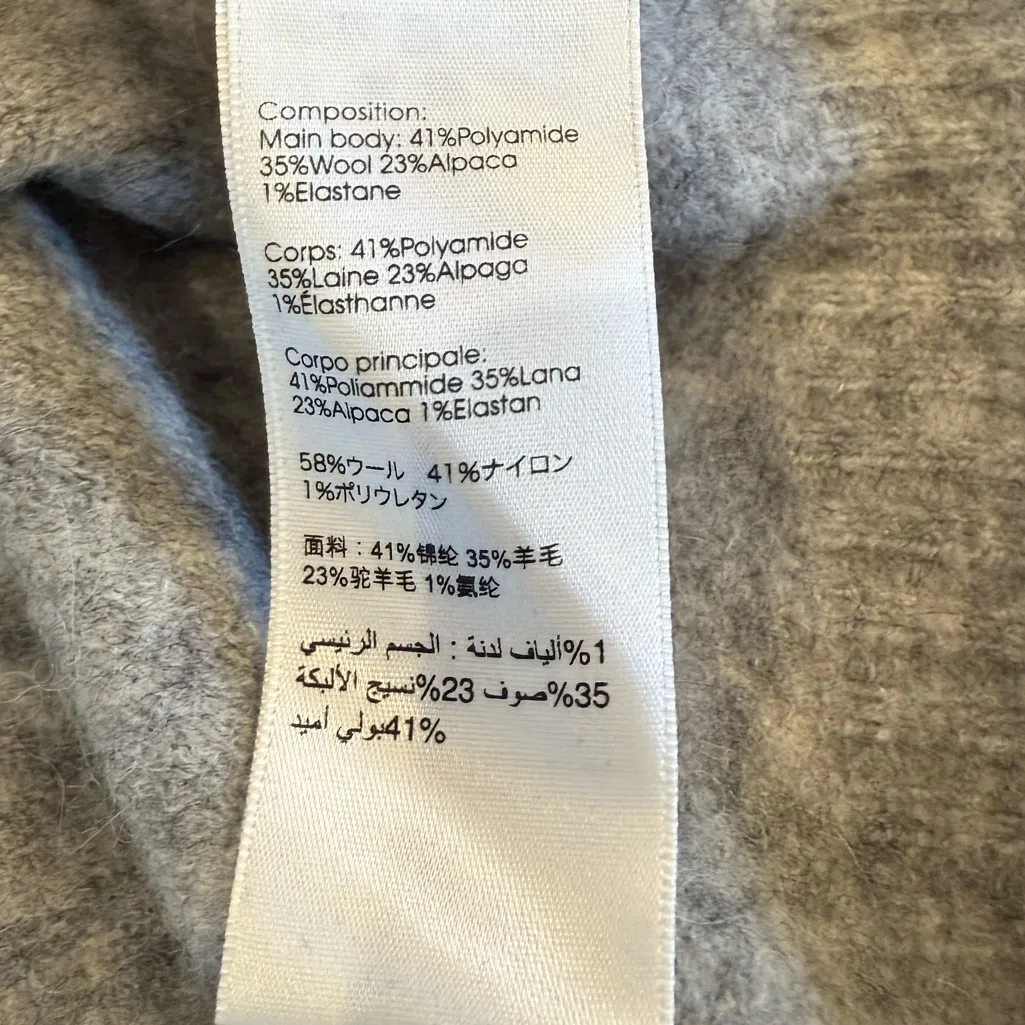 Composition:
Main body: 41%Polyamide
35%Wool 23%Alpaca
1%Elastane
Corps: 41%Polyamide
35%Laine 23%Alpaga
1%Élasthanne
Corpo principale:
41%Poliammide 35%Lana
23%Alpaca 1%Elastan
58%ウール 41%ナイロン
1%ポリウレタン
面料：41%锦纶 35%羊毛
23%驼羊毛 1%氨纶
الجسم الرئيسي : ألياف لدنة%1
35%صوف 23%نسيج الألبكة
41%بولي أميد